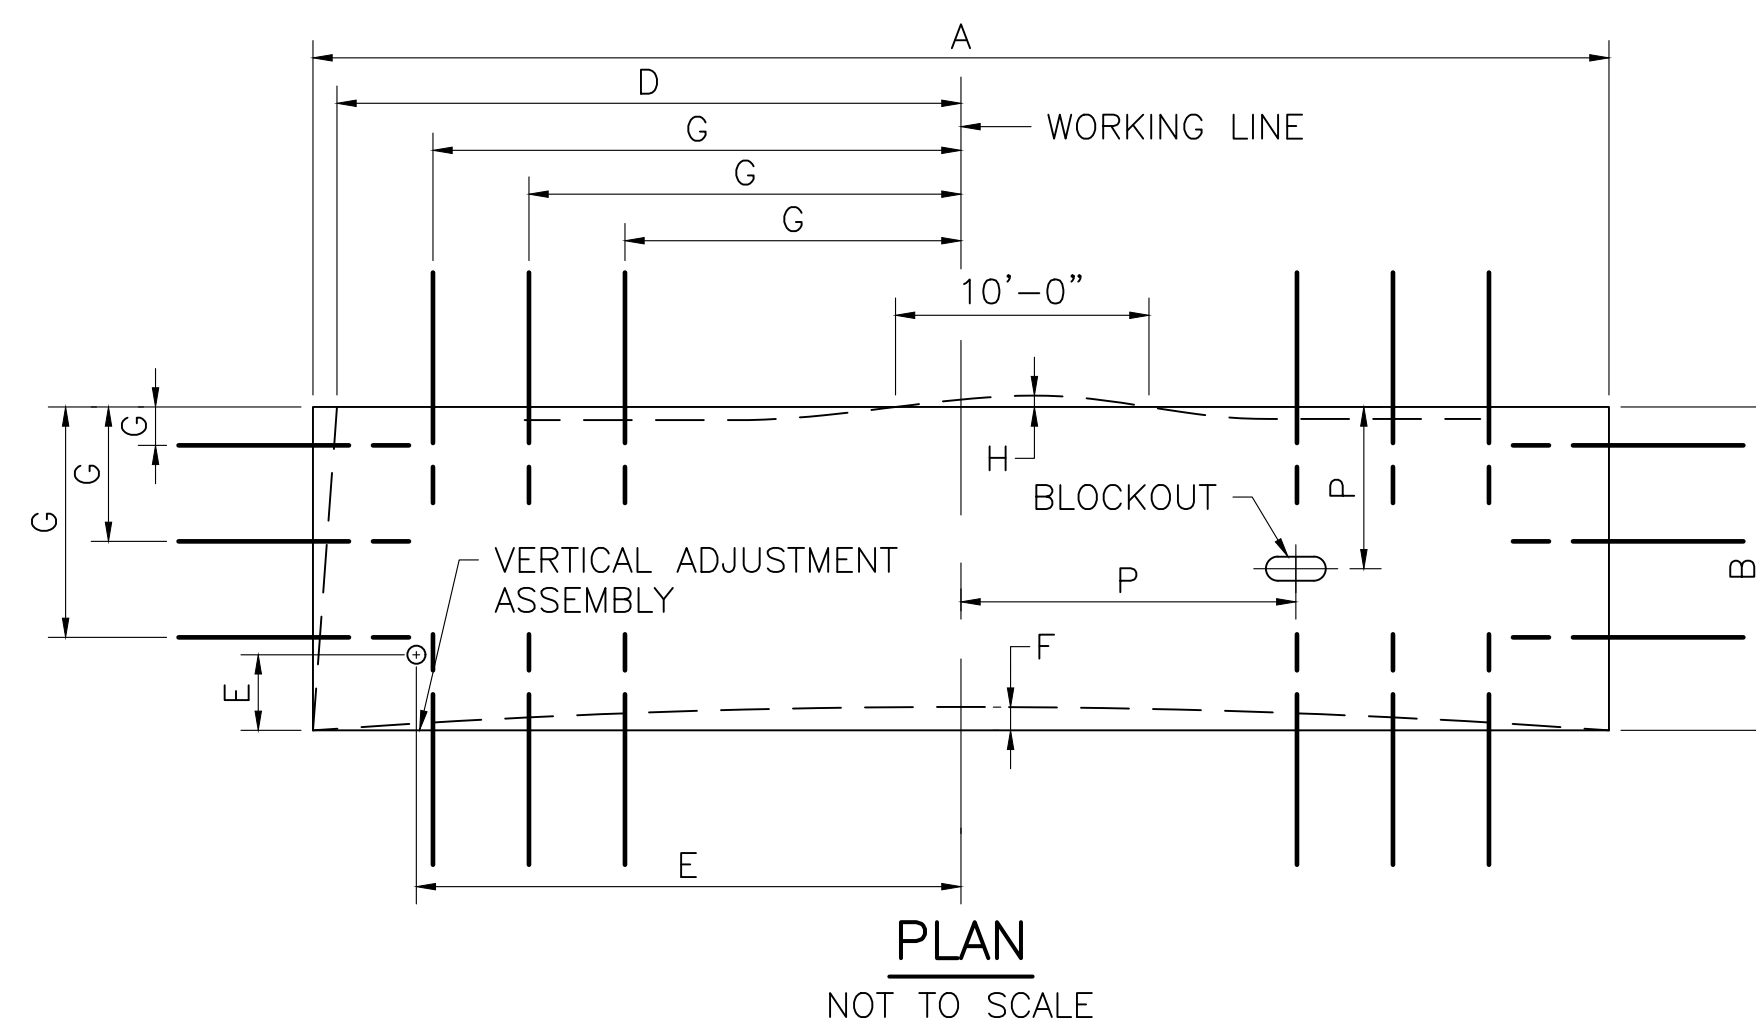 A
D
WORKING LINE
G
G
G
10'-0"
G
G
G
H
BLOCKOUT
P
VERTICAL ADJUSTMENT
ASSEMBLY
P
B
F
E
E
PLAN
NOT TO SCALE